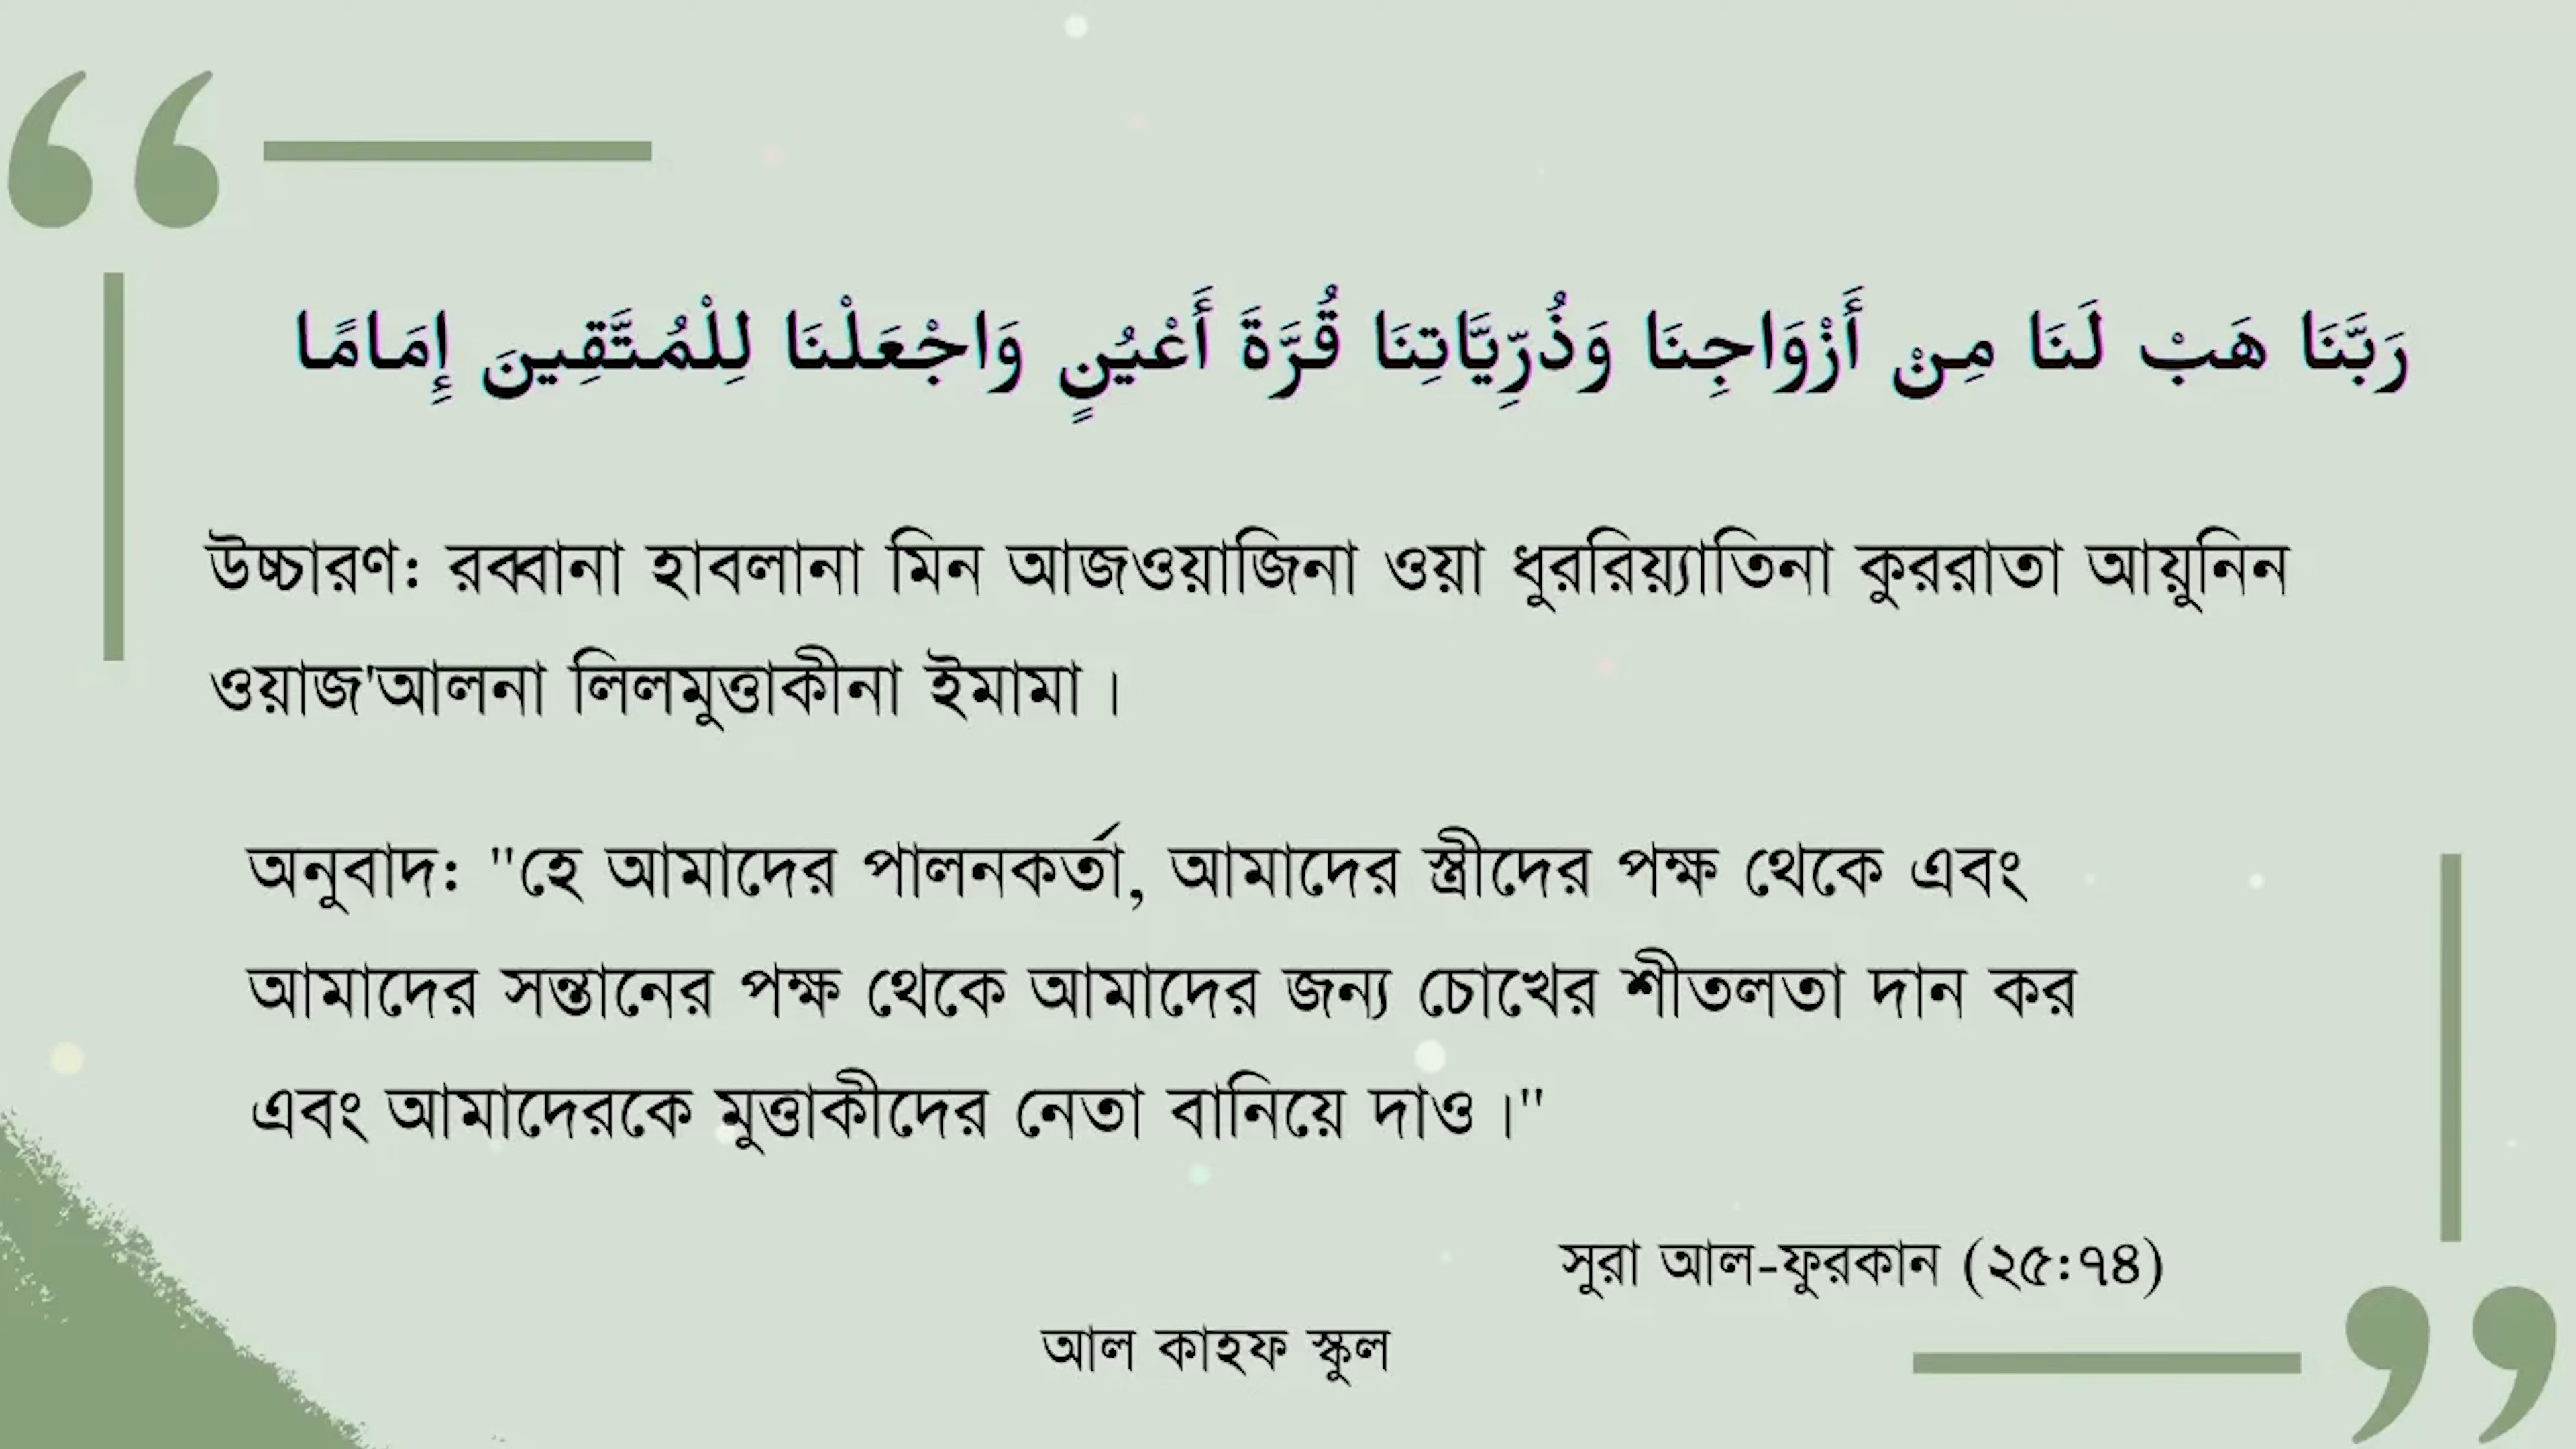 رَبَّنَا هَبْ لَنَا مِنْ أَزْوَاجِنَا وَذُرِّيَّاتِنَا قُرَّةَ أَعْيُنٍ وَاجْعَلْنَا لِلْمُتَّقِينَ إِمَامًا
উচ্চারণ: রব্বানা হাবলানা মিন আজওয়াজিনা ওয়া ধুররিয়্যাতিনা কুররাতা আয়ুনিন
ওয়াজ'আলনা লিলমুত্তাকীনা ইমামা।
অনুবাদ: "হে আমাদের পালনকর্তা, আমাদের স্ত্রীদের পক্ষ থেকে এবং
আমাদের সন্তানের পক্ষ থেকে আমাদের জন্য চোখের শীতলতা দান কর
এবং আমাদেরকে মুত্তাকীদের নেতা বানিয়ে দাও।"
সুরা আল-ফুরকান (২৫:৭৪)
আল কাহফ স্কুল